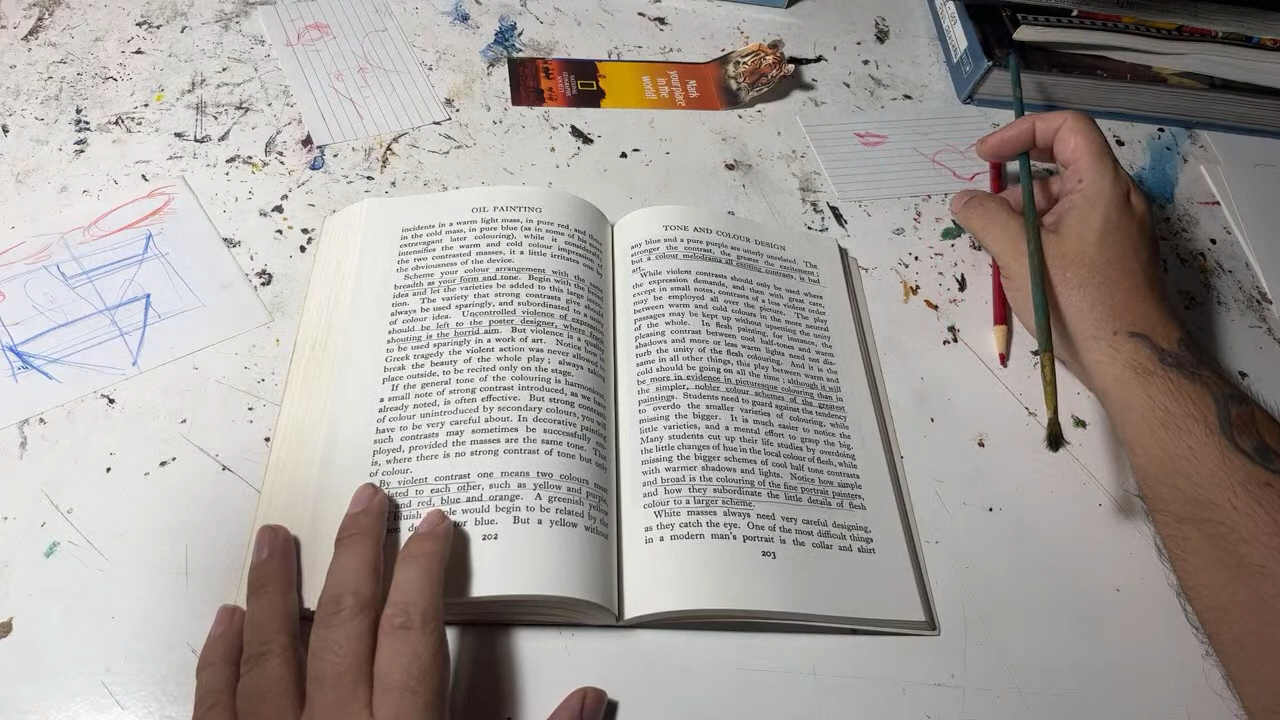 Mark
your place
in the
world!
NATIONAL
GEOGRAPHIC
SOCIETY
OIL PAINTING
incidents in a warm light mass, in pure red, and those
in the cold mass, in pure blue (as in some of his
extravagant later colouring), while it considerably
intensifies the warm and cold colour impression of
the two contrasted masses, it a little irritates one by
the obviousness of the device.
Scheme your colour arrangement with the same
breadth as your form and tone. Begin with the broad
idea and let the varieties be added to this large
tion.
The variety that strong contrasts give should
always be used sparingly, and subordinated to a
of colour idea. Uncontrolled violence of expression
should be left to the poster designer, where
shouting is the horrid aim. But violence is a quality
to be used sparingly in a work of art. Notice how in
Greek tragedy the violent action was never allowed to
break the beauty of the whole play; always taking
place outside, to be recited only on the stage.
If the general tone of the colouring is harmonious
a small note of strong contrast introduced, as we have
already noted, is often effective. But strong contrasts
of colour unintroduced by secondary colours, you will
have to be very careful about. In decorative painting
such contrasts may sometimes be successfully em-
ployed, provided the masses are the same tone. That
is, where there is no strong contrast of tone but only
of colour.
By violent contrast one means two colours most
lated to each other, such as yellow and purple,
and red, blue and orange. A greenish yellow
bluish would begin to be related by the
on or blue. But a yellow without
202
TONE AND COLOUR DESIGN
any blue and a pure purple are utterly unrelated. The
stronger the contrast, the greater the excitement;
but a colour melodrama all exciting contrasts, is bad
art.
While violent contrasts should only be used where
the expression demands, and then with great care,
except in small notes, contrasts of a less violent order
may be employed all over the picture. The play
between warm and cold colours in the more neutral
passages may be kept up without upsetting the unity
of the whole. In flesh painting, for instance, the
pleasing contrast between cool half-tones and warm
shadows and more or less warm lights need not dis-
turb the unity of the flesh colouring. And it is the
same in all other things, this play between warm and
cold should be going on all the time; although it will
be more in evidence in picturesque colouring than in
the simpler, nobler colour schemes of the greatest
paintings. Students need to guard against the tendency
to overdo the smaller varieties of colouring, while
missing the bigger. It is much easier to notice the
little varieties, and a mental effort to grasp the big.
Many students cut up their life studies by overdoing
the little changes of hue in the local colour of flesh, while
missing the bigger schemes of cool half tone contrasts
with warmer shadows and lights. Notice how simple
and broad is the colouring of the fine portrait painters,
and how they subordinate the little details of flesh
colour to a larger scheme.
White masses always need very careful designing,
as they catch the eye. One of the most difficult things
in a modern man's portrait is the collar and shirt
203